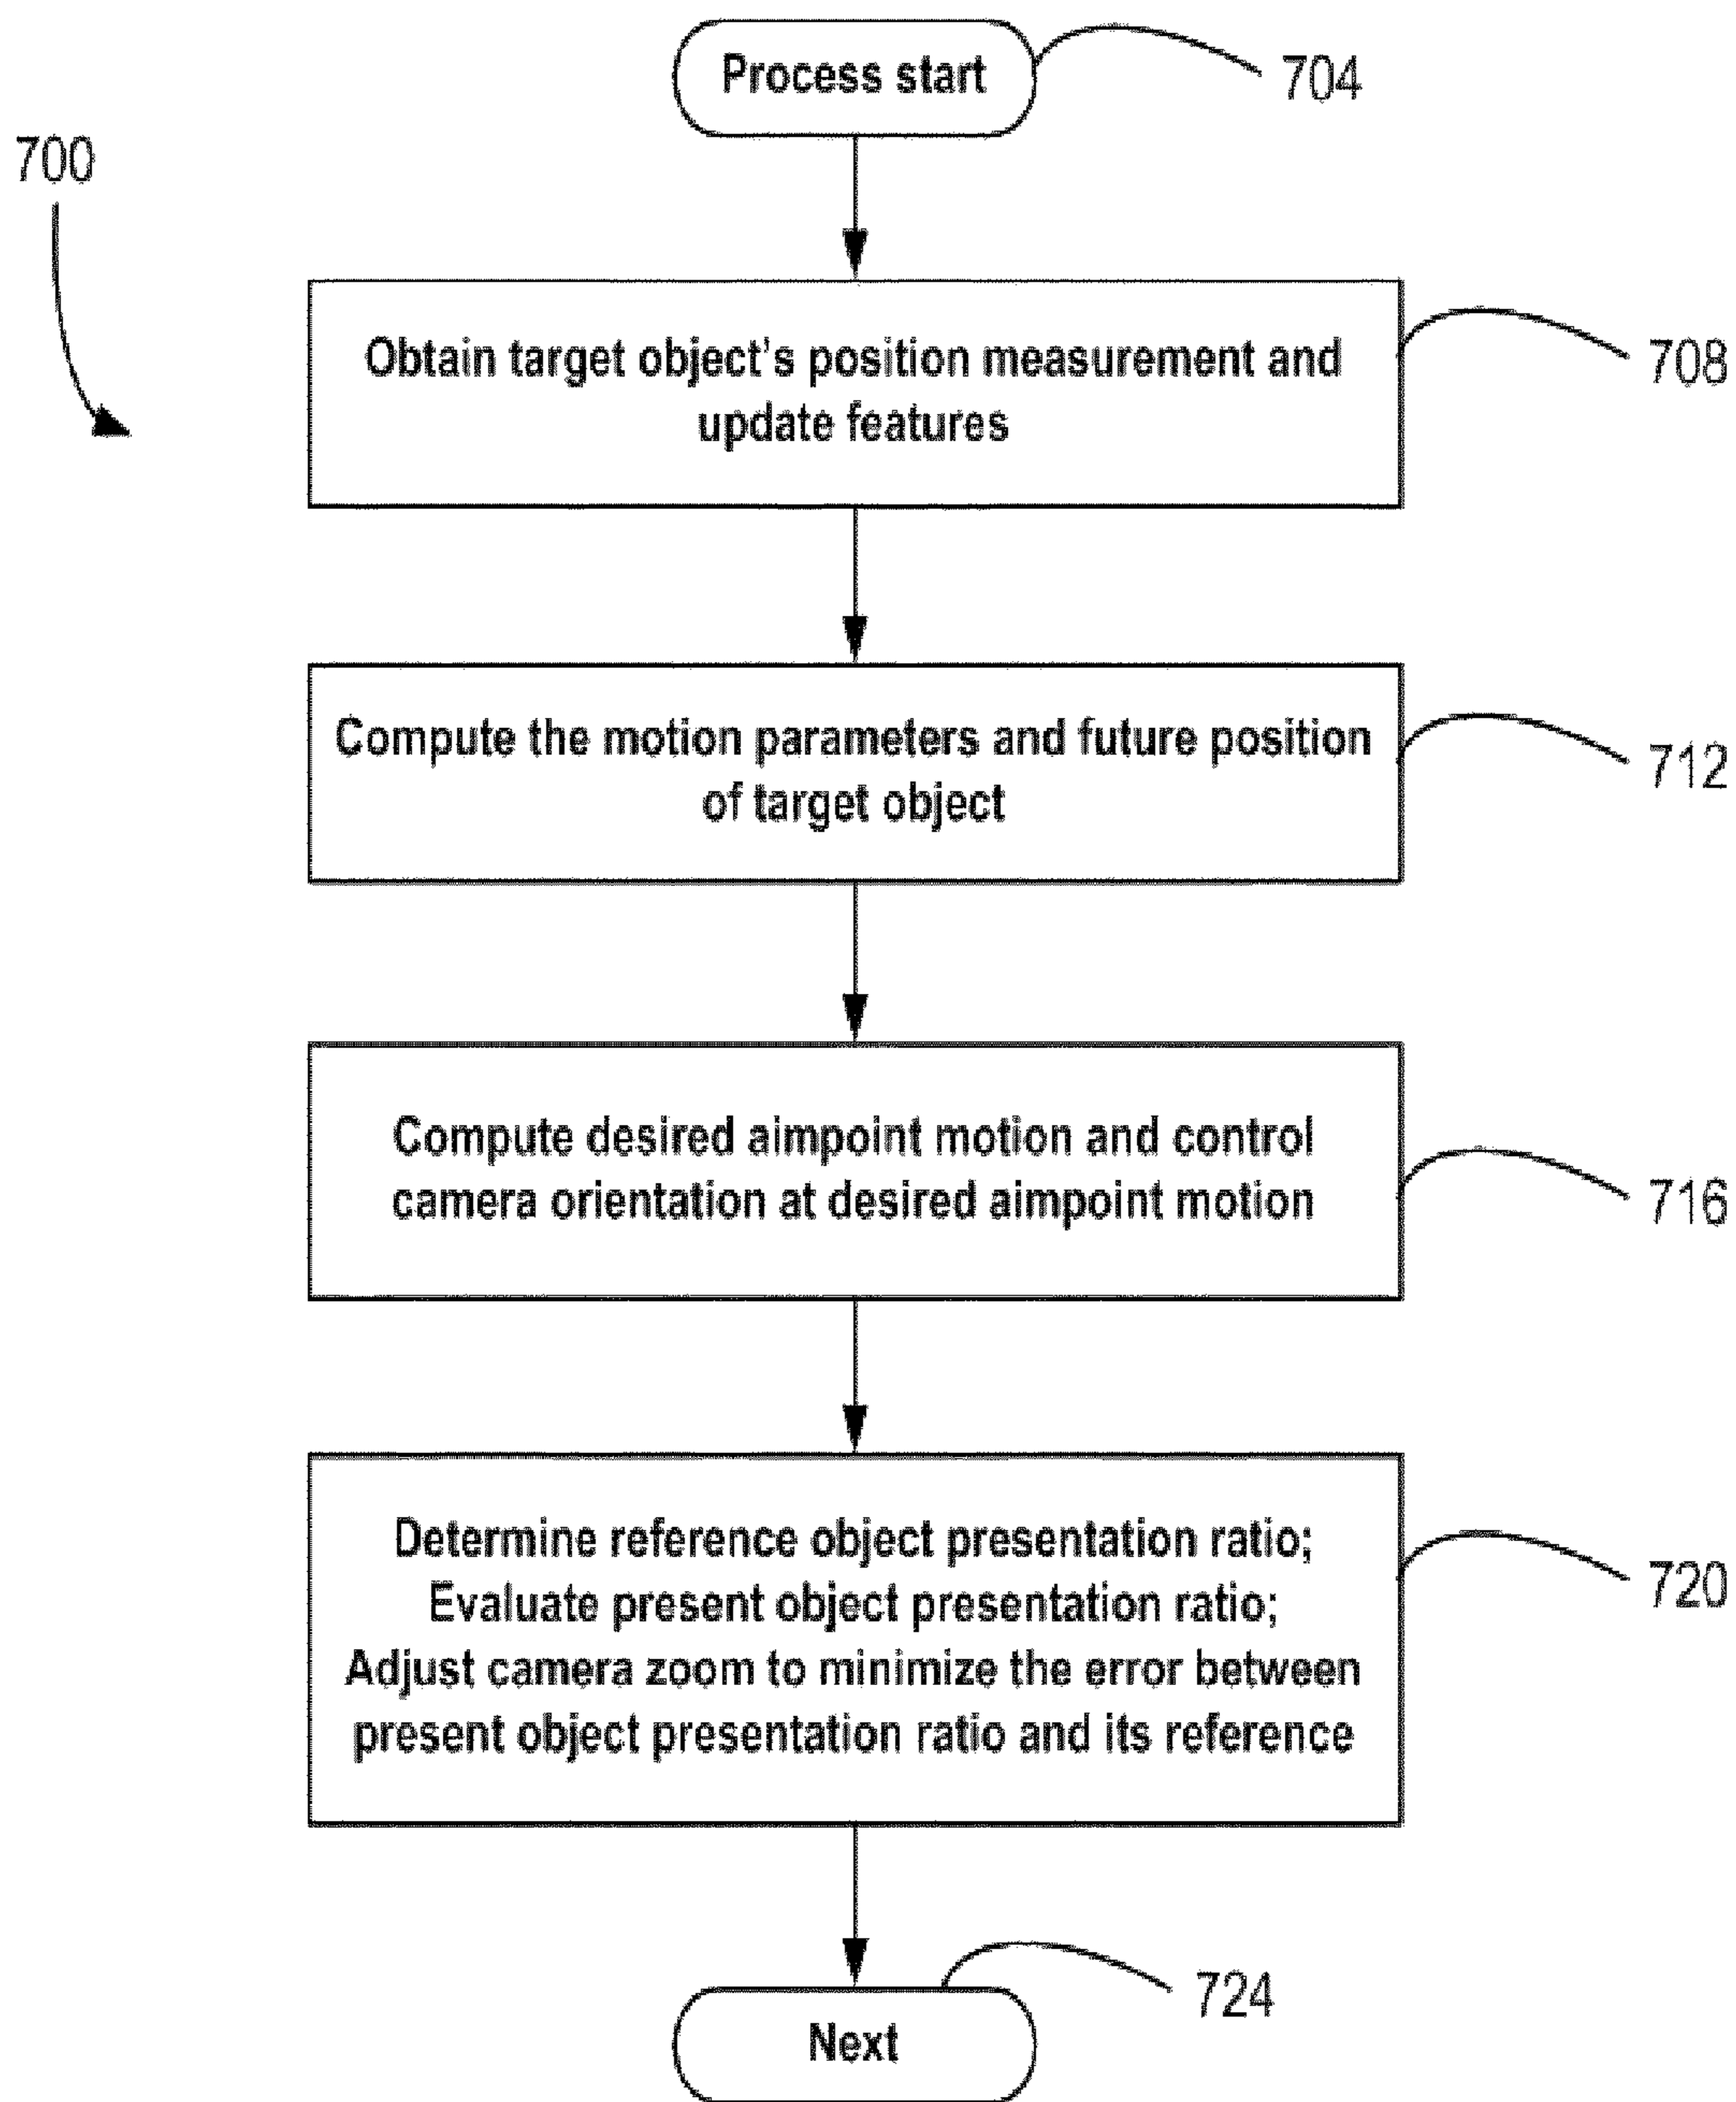 Process start
704
700
Obtain target object's position measurement and
update features
708
Compute the motion parameters and future position
of target object
712
Compute desired aimpoint motion and control
camera orientation at desired aimpoint motion
716
Determine reference object presentation ratio;
Evaluate present object presentation ratio;
Adjust camera zoom to minimize the error between
present object presentation ratio and its reference
720
724
Next